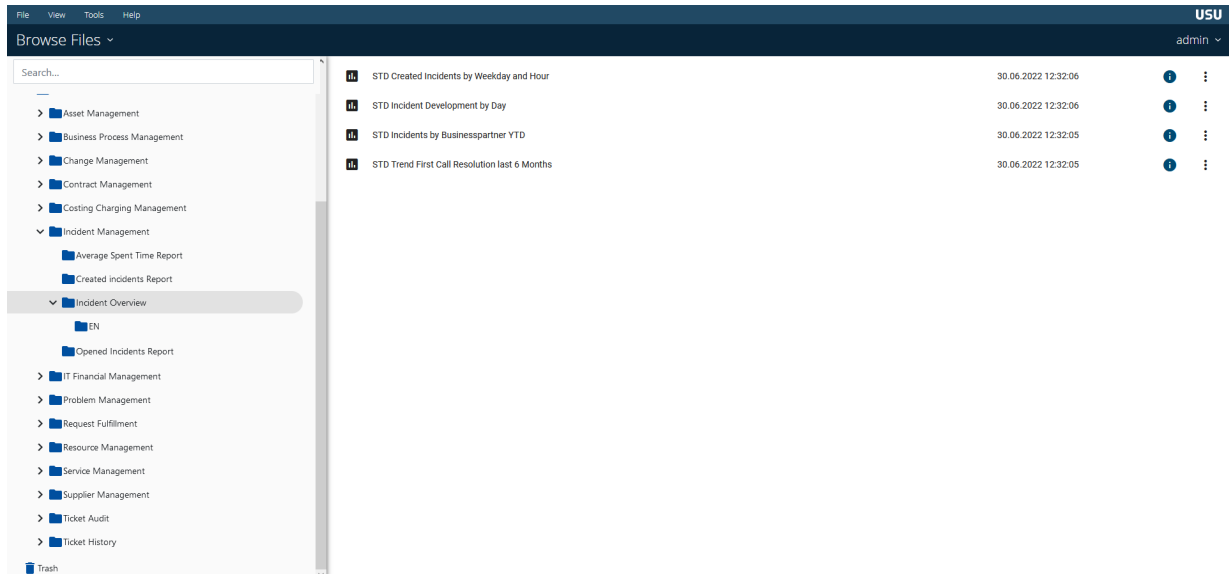 File View Tools Help USU
Browse Files admin
Search...
Asset Management
Business Process Management
Change Management
Contract Management
Costing Charging Management
Incident Management
Average Spent Time Report
Created incidents Report
Incident Overview
EN
Opened Incidents Report
IT Financial Management
Problem Management
Request Fulfillment
Resource Management
Service Management
Supplier Management
Ticket Audit
Ticket History
Trash
STD Created Incidents by Weekday and Hour 30.06.2022 12:32:06
STD Incident Development by Day 30.06.2022 12:32:06
STD Incidents by Businesspartner YTD 30.06.2022 12:32:05
STD Trend First Call Resolution last 6 Months 30.06.2022 12:32:05